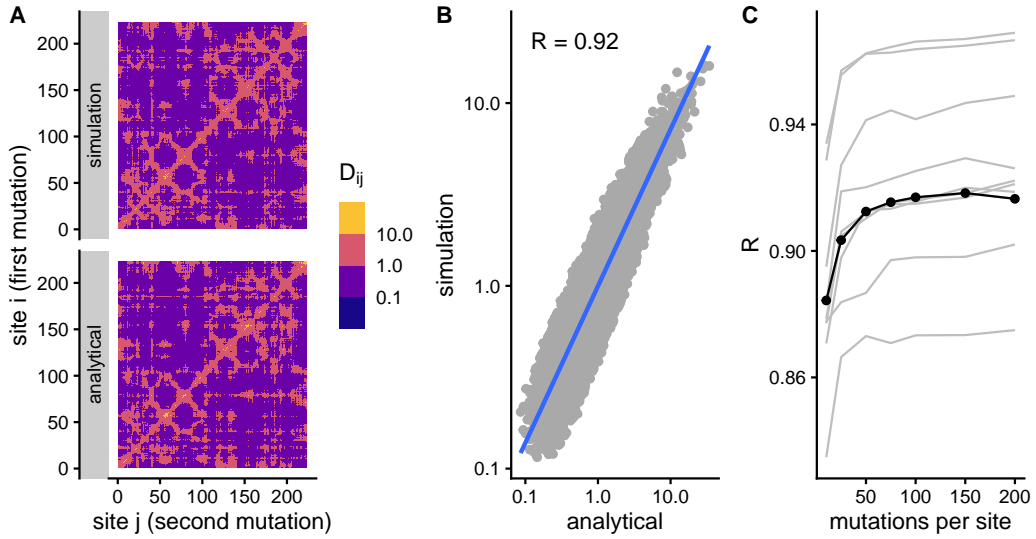 A
simulation
200
150
100
50
0
analytical
200
150
100
50
0
site i (first mutation)
0 50 100 150 200
site j (second mutation)
D_ij
10.0
1.0
0.1
B
R = 0.92
simulation
10.0
1.0
0.1
0.1 1.0 10.0
analytical
C
R
0.94
0.90
0.86
50 100 150 200
mutations per site